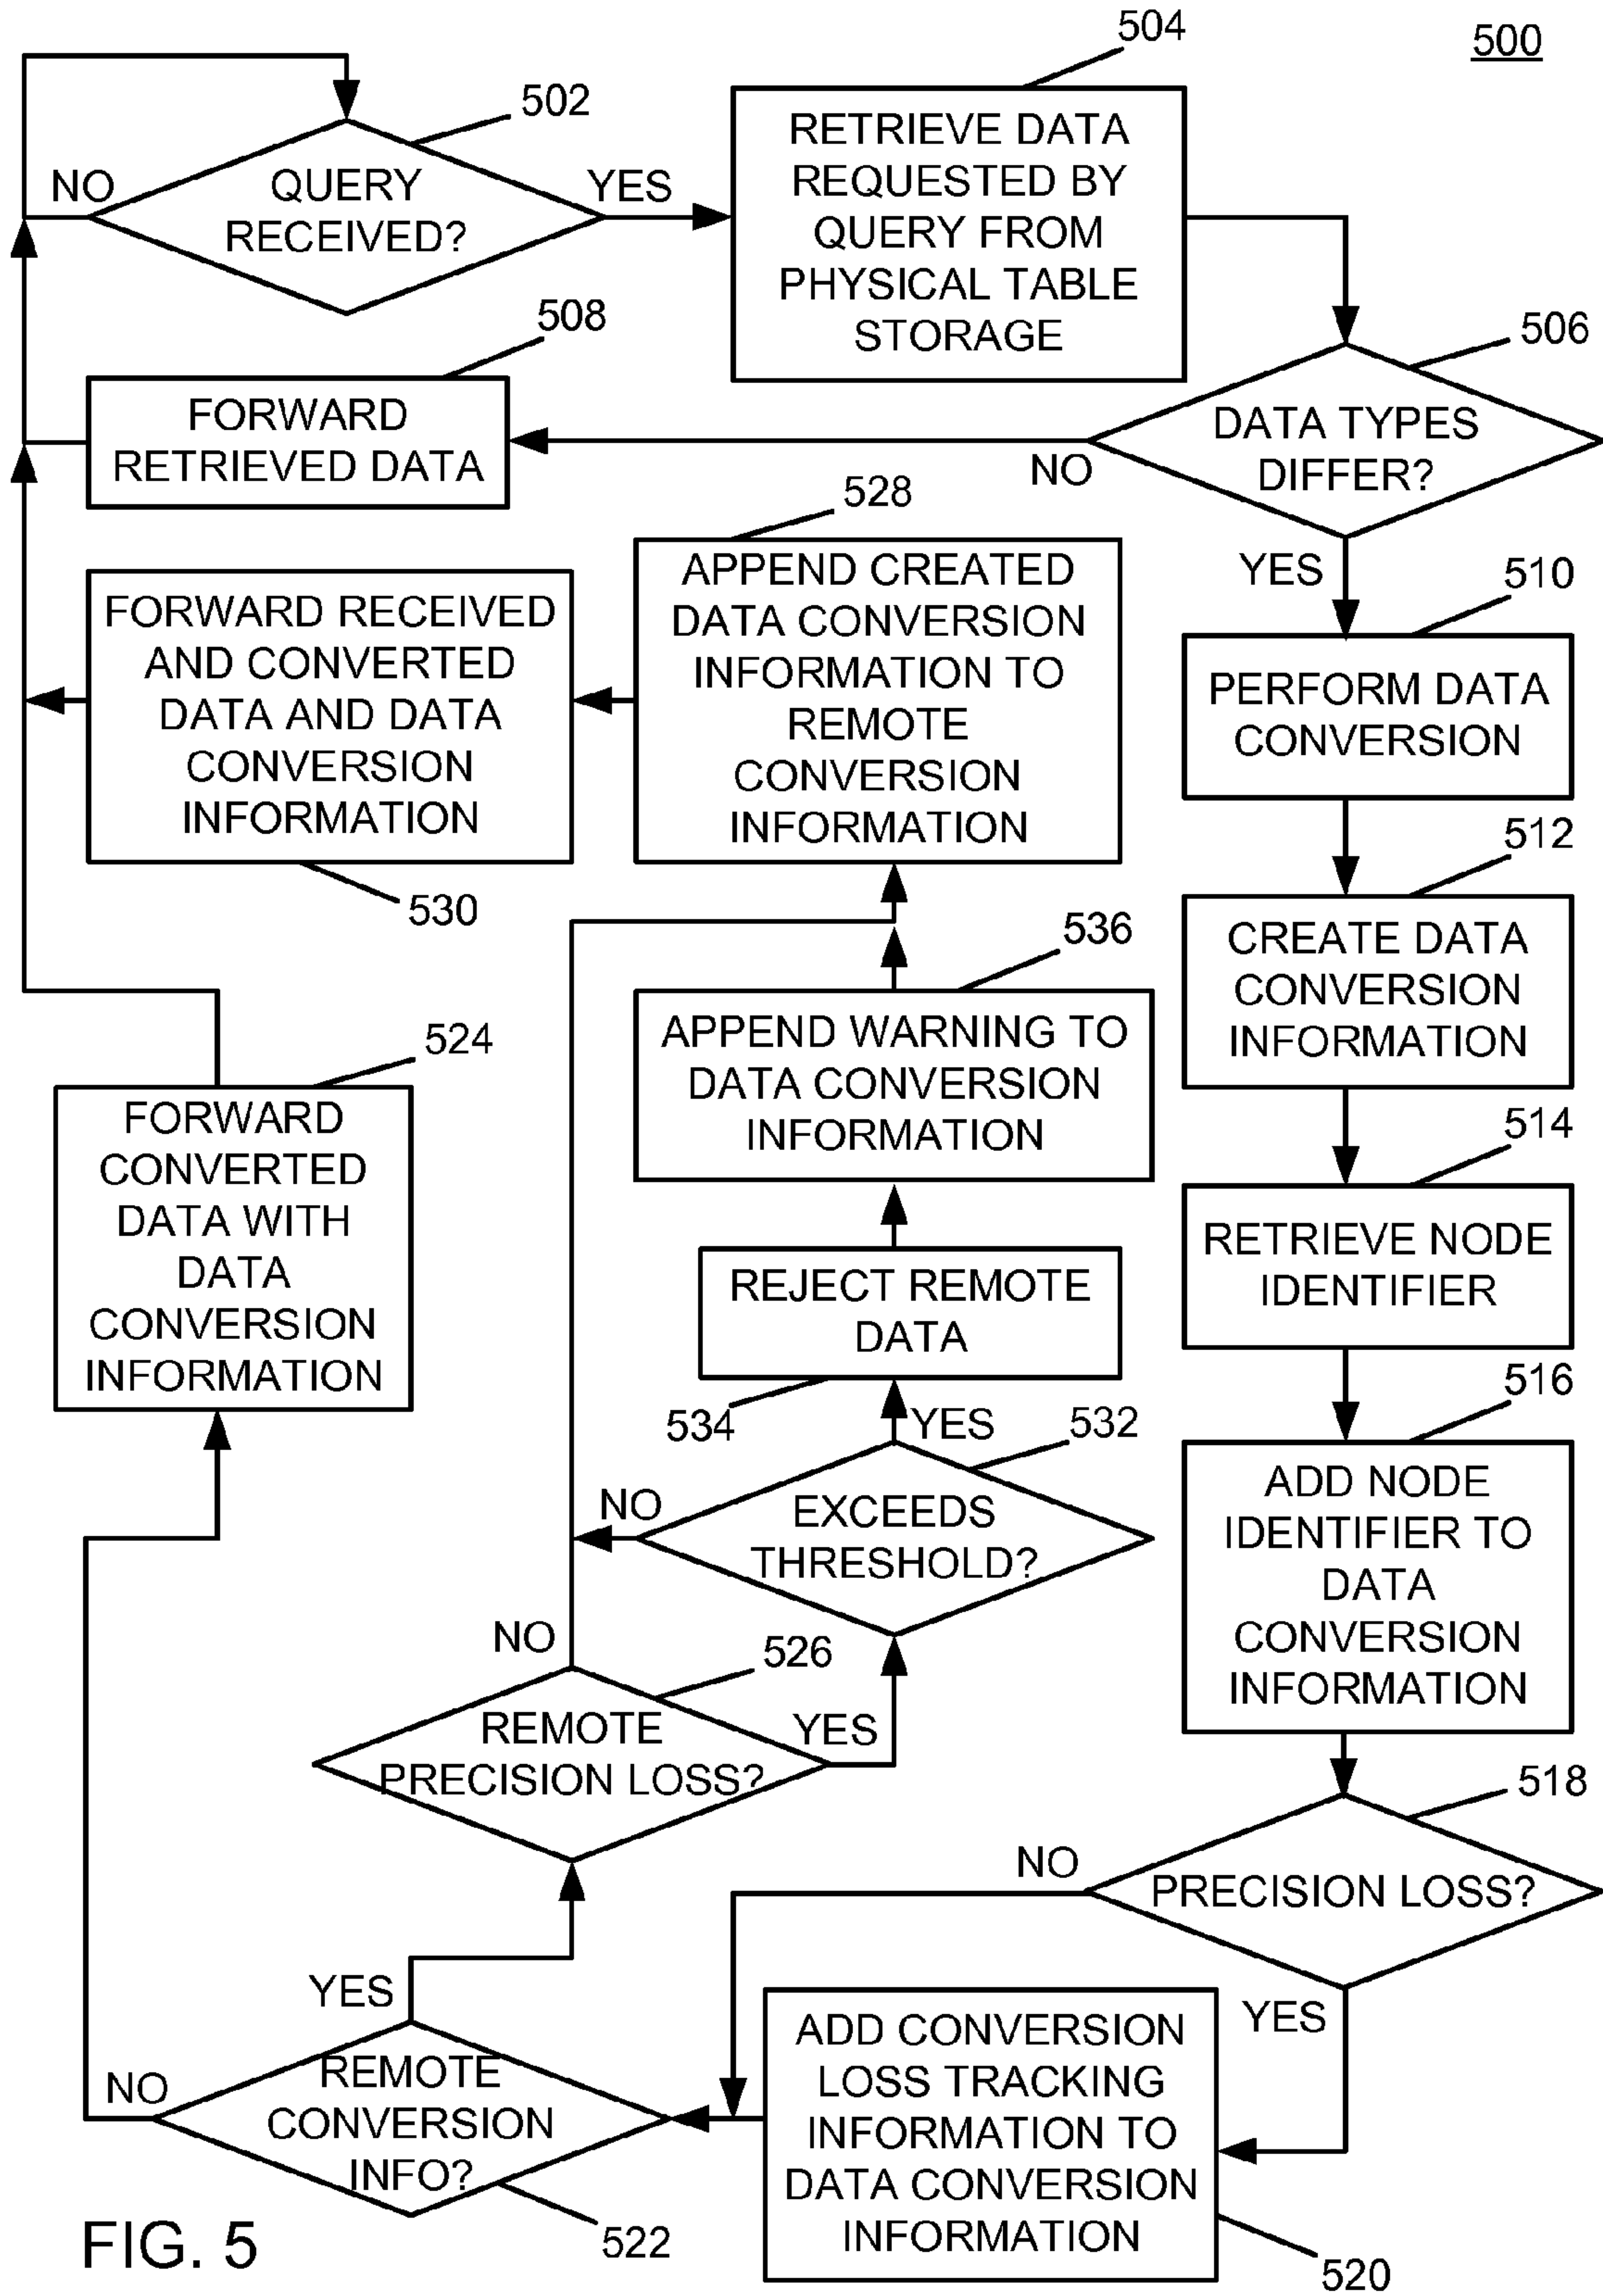 500
504
502
QUERY
RECEIVED?
NO
YES
RETRIEVE DATA
REQUESTED BY
QUERY FROM
PHYSICAL TABLE
STORAGE
508
FORWARD
RETRIEVED DATA
506
DATA TYPES
DIFFER?
NO
YES
528
APPEND CREATED
DATA CONVERSION
INFORMATION TO
REMOTE
CONVERSION
INFORMATION
FORWARD RECEIVED
AND CONVERTED
DATA AND DATA
CONVERSION
INFORMATION
530
510
PERFORM DATA
CONVERSION
512
CREATE DATA
CONVERSION
INFORMATION
536
APPEND WARNING TO
DATA CONVERSION
INFORMATION
524
FORWARD
CONVERTED
DATA WITH
DATA
CONVERSION
INFORMATION
514
RETRIEVE NODE
IDENTIFIER
REJECT REMOTE
DATA
534
YES
532
EXCEEDS
THRESHOLD?
NO
516
ADD NODE
IDENTIFIER TO
DATA
CONVERSION
INFORMATION
NO
526
REMOTE
PRECISION LOSS?
YES
518
PRECISION LOSS?
NO
YES
YES
REMOTE
CONVERSION
INFO?
NO
522
ADD CONVERSION
LOSS TRACKING
INFORMATION TO
DATA CONVERSION
INFORMATION
520
FIG. 5